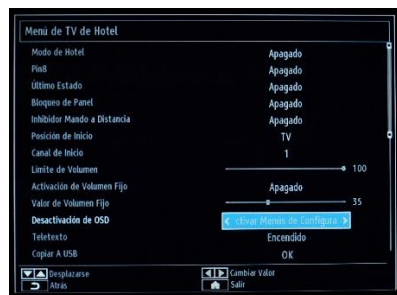 Menú de TV de Hotel
Modo de Hotel Apagado
Pin8 Apagado
Último Estado Apagado
Bloqueo de Panel Apagado
Inhibidor Mando a Distancia Apagado
Posición de Inicio TV
Canal de Inicio 1
Limite de Volumen 100
Activación de Volumen Fijo Apagado
Valor de Volumen Fijo 35
Desactivación de OSD ctivar Menús de Configura
Teletexto Encendido
Copiar A USB OK
Desplazarse Cambiar Valor
Atrás Salir